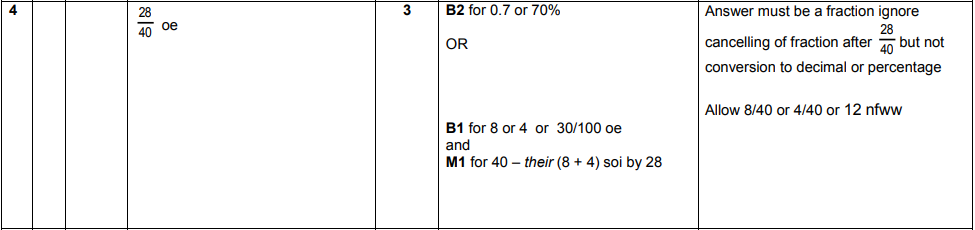 4
28
40 oe
3
B2 for 0.7 or 70%
OR
B1 for 8 or 4 or 30/100 oe
and
M1 for 40 – their (8 + 4) soi by 28
Answer must be a fraction ignore
cancelling of fraction after 28/40 but not
conversion to decimal or percentage
Allow 8/40 or 4/40 or 12 nfww